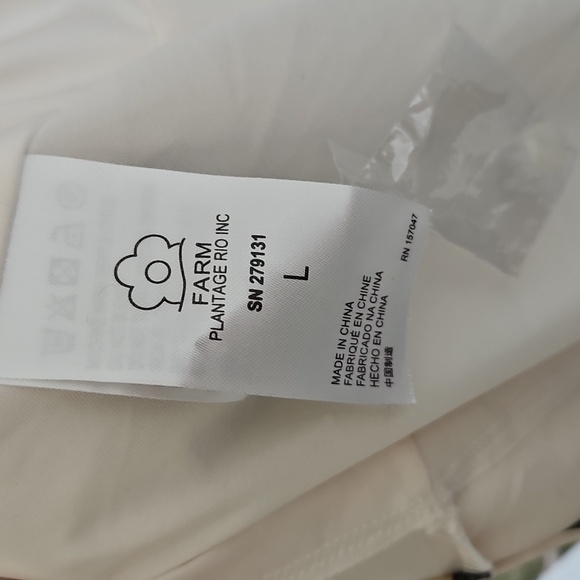 FARM
PLANTAGE RIO INC
SN 279131
L
MADE IN CHINA
FABRIQUÉ EN CHINE
FABRICADO NA CHINA
HECHO EN CHINA
中国制造
RN 157047